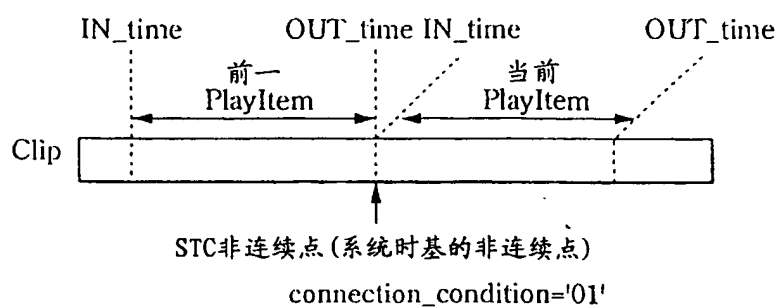 IN_time OUT_time IN_time OUT_time
前一 当前
PlayItem PlayItem
Clip
STC非连续点(系统时基的非连续点)
connection_condition='01'